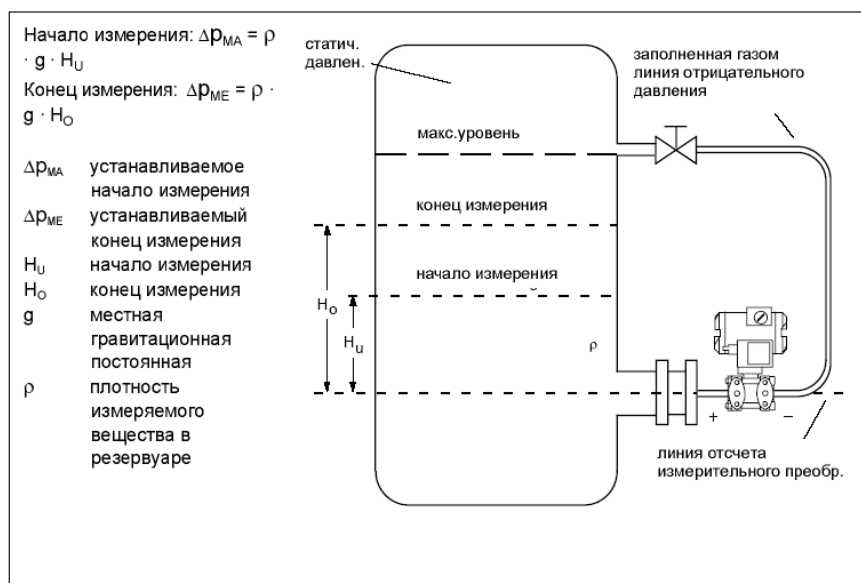 Начало измерения: Δp_MA = ρ
· g · H_U
Конец измерения: Δp_ME = ρ ·
g · H_O
Δp_MA устанавливаемое
начало измерения
Δp_ME устанавливаемый
конец измерения
H_U начало измерения
H_O конец измерения
g местная
гравитационная
постоянная
ρ плотность
измеряемого
вещества в
резервуаре
статич.
давлен.
заполненная газом
линия отрицательного
давления
макс.уровень
конец измерения
начало измерения
H_o
H_u
ρ
+ −
линия отсчета
измерительного преобр.